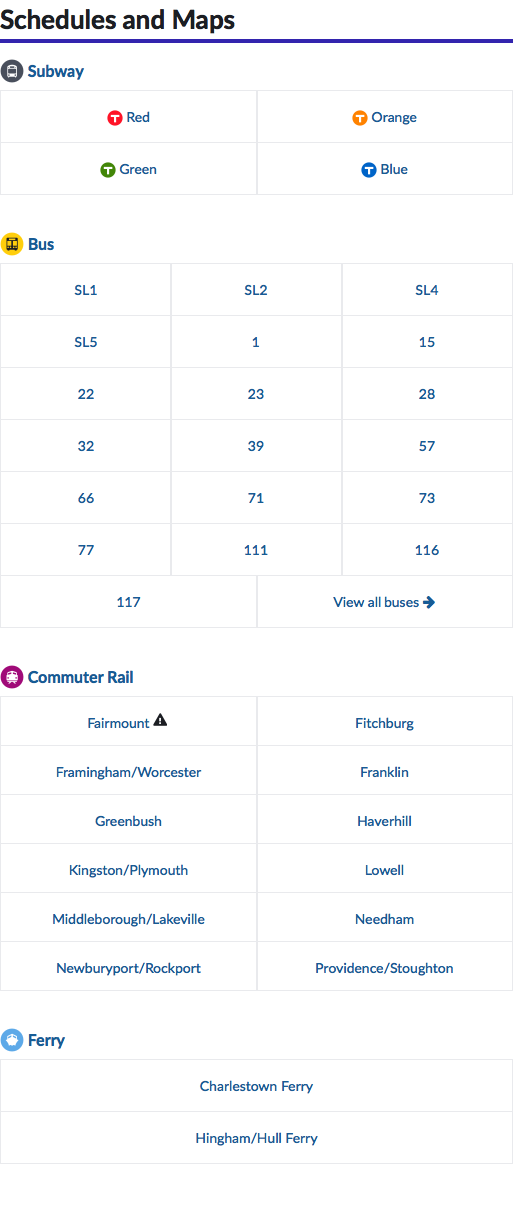 Schedules and Maps
Subway
T Red
T Orange
T Green
T Blue
Bus
SL1
SL2
SL4
SL5
1
15
22
23
28
32
39
57
66
71
73
77
111
116
117
View all buses
Commuter Rail
Fairmount
Fitchburg
Framingham/Worcester
Franklin
Greenbush
Haverhill
Kingston/Plymouth
Lowell
Middleborough/Lakeville
Needham
Newburyport/Rockport
Providence/Stoughton
Ferry
Charlestown Ferry
Hingham/Hull Ferry